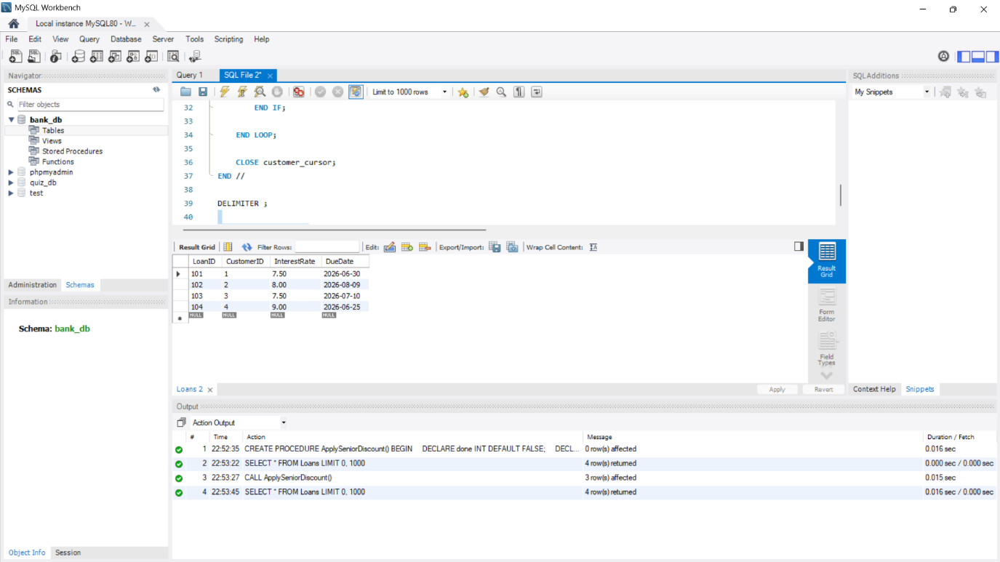 MySQL Workbench
Local instance MySQL80 - W...
File Edit View Query Database Server Tools Scripting Help
Navigator
SCHEMAS
Filter objects
bank_db
Tables
Views
Stored Procedures
Functions
phpmyadmin
quiz_db
test
Administration Schemas
Information
Schema: bank_db
Object Info Session
Query 1 SQL File 2*
Limit to 1000 rows
32 END IF;
33
34 END LOOP;
35
36 CLOSE customer_cursor;
37 END //
38
39 DELIMITER ;
40
Result Grid Filter Rows: Edit: Export/Import: Wrap Cell Content:
LoanID CustomerID InterestRate DueDate
101 1 7.50 2026-06-30
102 2 8.00 2026-08-09
103 3 7.50 2026-07-10
104 4 9.00 2026-06-25
NULL NULL NULL NULL
Result Grid
Form Editor
Field Types
Loans 2 Apply Revert
SQLAdditions
My Snippets
Context Help Snippets
Output
Action Output
# Time Action Message Duration / Fetch
1 22:52:35 CREATE PROCEDURE ApplySeniorDiscount() BEGIN DECLARE done INT DEFAULT FALSE; DECL... 0 row(s) affected 0.016 sec
2 22:53:22 SELECT * FROM Loans LIMIT 0, 1000 4 row(s) returned 0.000 sec / 0.000 sec
3 22:53:27 CALL ApplySeniorDiscount() 3 row(s) affected 0.015 sec
4 22:53:45 SELECT * FROM Loans LIMIT 0, 1000 4 row(s) returned 0.016 sec / 0.000 sec